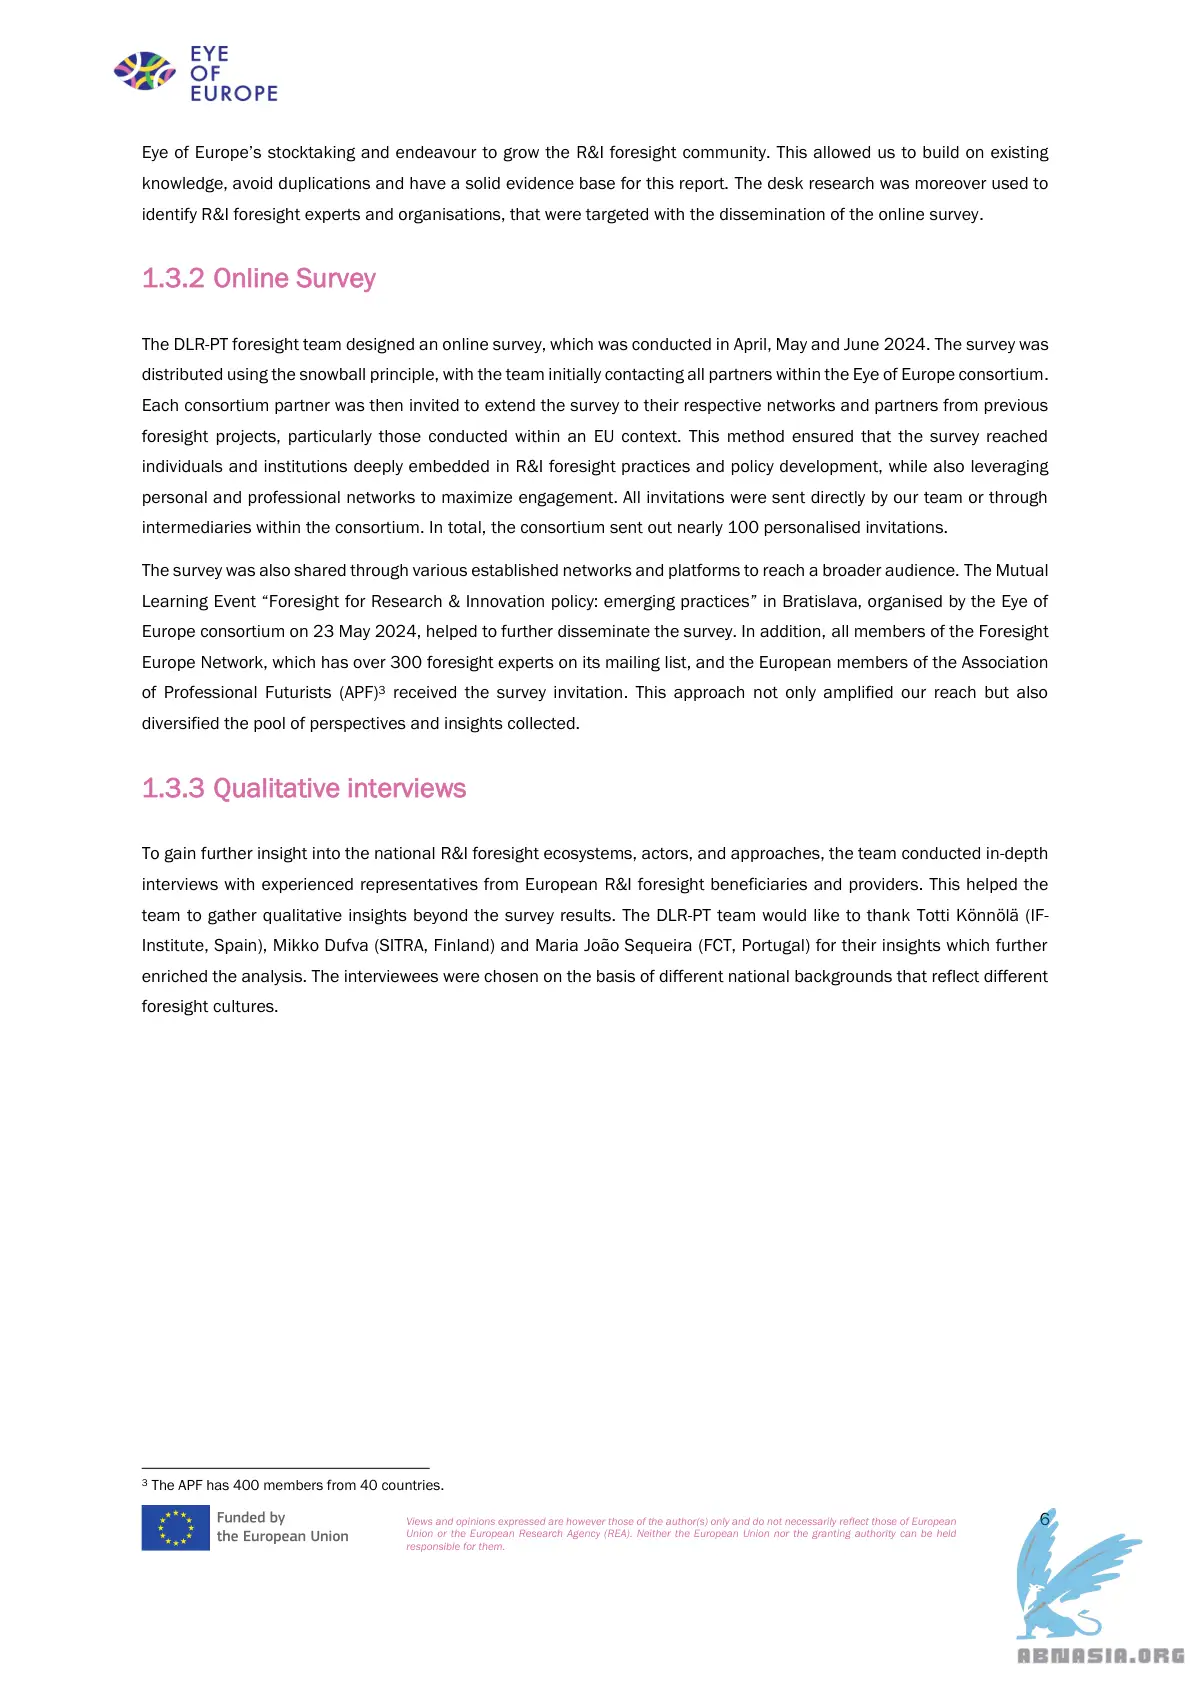 EYE
OF
EUROPE
Eye of Europe’s stocktaking and endeavour to grow the R&I foresight community. This allowed us to build on existing
knowledge, avoid duplications and have a solid evidence base for this report. The desk research was moreover used to
identify R&I foresight experts and organisations, that were targeted with the dissemination of the online survey.
1.3.2 Online Survey
The DLR-PT foresight team designed an online survey, which was conducted in April, May and June 2024. The survey was
distributed using the snowball principle, with the team initially contacting all partners within the Eye of Europe consortium.
Each consortium partner was then invited to extend the survey to their respective networks and partners from previous
foresight projects, particularly those conducted within an EU context. This method ensured that the survey reached
individuals and institutions deeply embedded in R&I foresight practices and policy development, while also leveraging
personal and professional networks to maximize engagement. All invitations were sent directly by our team or through
intermediaries within the consortium. In total, the consortium sent out nearly 100 personalised invitations.
The survey was also shared through various established networks and platforms to reach a broader audience. The Mutual
Learning Event “Foresight for Research & Innovation policy: emerging practices” in Bratislava, organised by the Eye of
Europe consortium on 23 May 2024, helped to further disseminate the survey. In addition, all members of the Foresight
Europe Network, which has over 300 foresight experts on its mailing list, and the European members of the Association
of Professional Futurists (APF)³ received the survey invitation. This approach not only amplified our reach but also
diversified the pool of perspectives and insights collected.
1.3.3 Qualitative interviews
To gain further insight into the national R&I foresight ecosystems, actors, and approaches, the team conducted in-depth
interviews with experienced representatives from European R&I foresight beneficiaries and providers. This helped the
team to gather qualitative insights beyond the survey results. The DLR-PT team would like to thank Totti Könnölä (IF-
Institute, Spain), Mikko Dufva (SITRA, Finland) and Maria João Sequeira (FCT, Portugal) for their insights which further
enriched the analysis. The interviewees were chosen on the basis of different national backgrounds that reflect different
foresight cultures.
³ The APF has 400 members from 40 countries.
Funded by
the European Union
Views and opinions expressed are however those of the author(s) only and do not necessarily reflect those of European
Union or the European Research Agency (REA). Neither the European Union nor the granting authority can be held
responsible for them.
6
ABNASIA.ORG